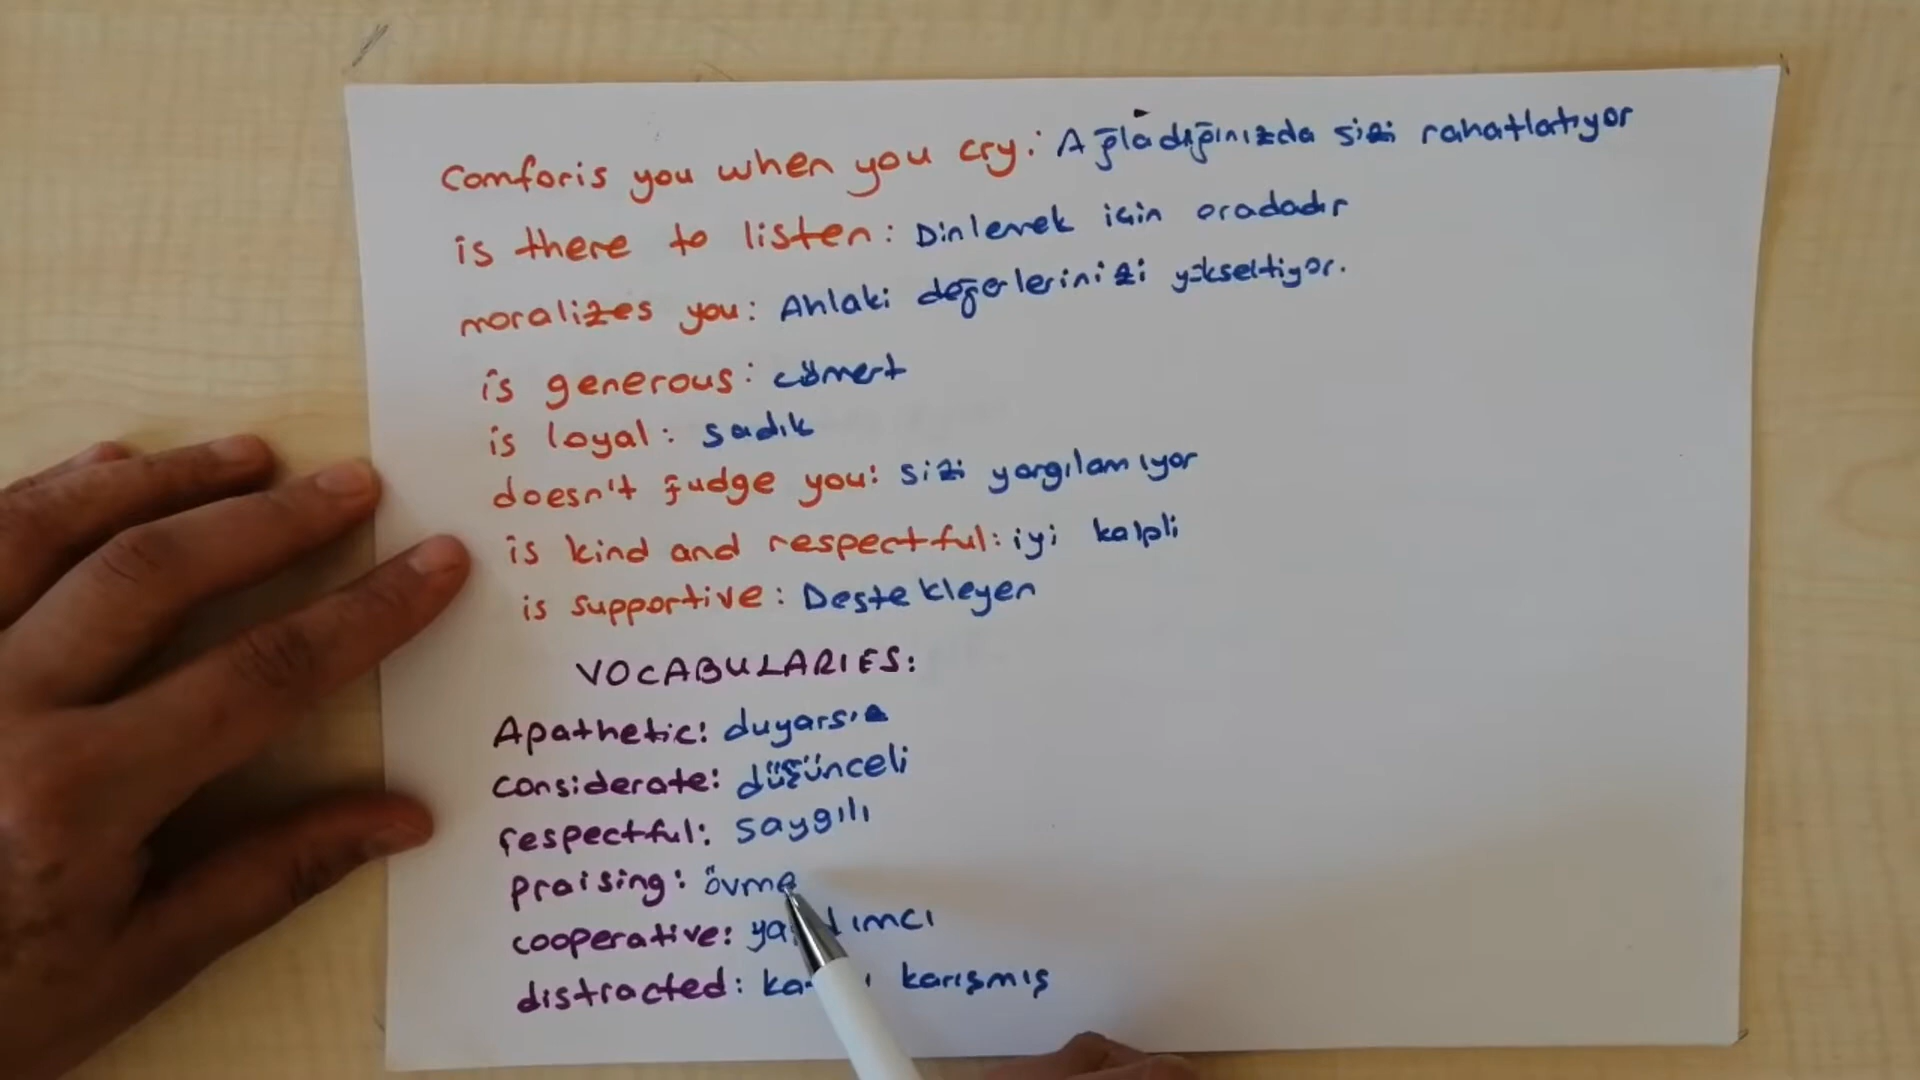 Comforis you when you cry: Ağladığınızda sizi rahatlatıyor
is there to listen: Dinlemek için oradadır
moralizes you: Ahlaki değerlerinizi yükseltiyor.
is generous: cömert
is loyal: sadık
doesn't judge you: sizi yargılamıyor
is kind and respectful: iyi kalpli
is supportive: Destekleyen
VOCABULARIES:
Apathetic: duyarsız
considerate: düşünceli
respectful: saygılı
praising: övme
cooperative:
distracted: karışmış